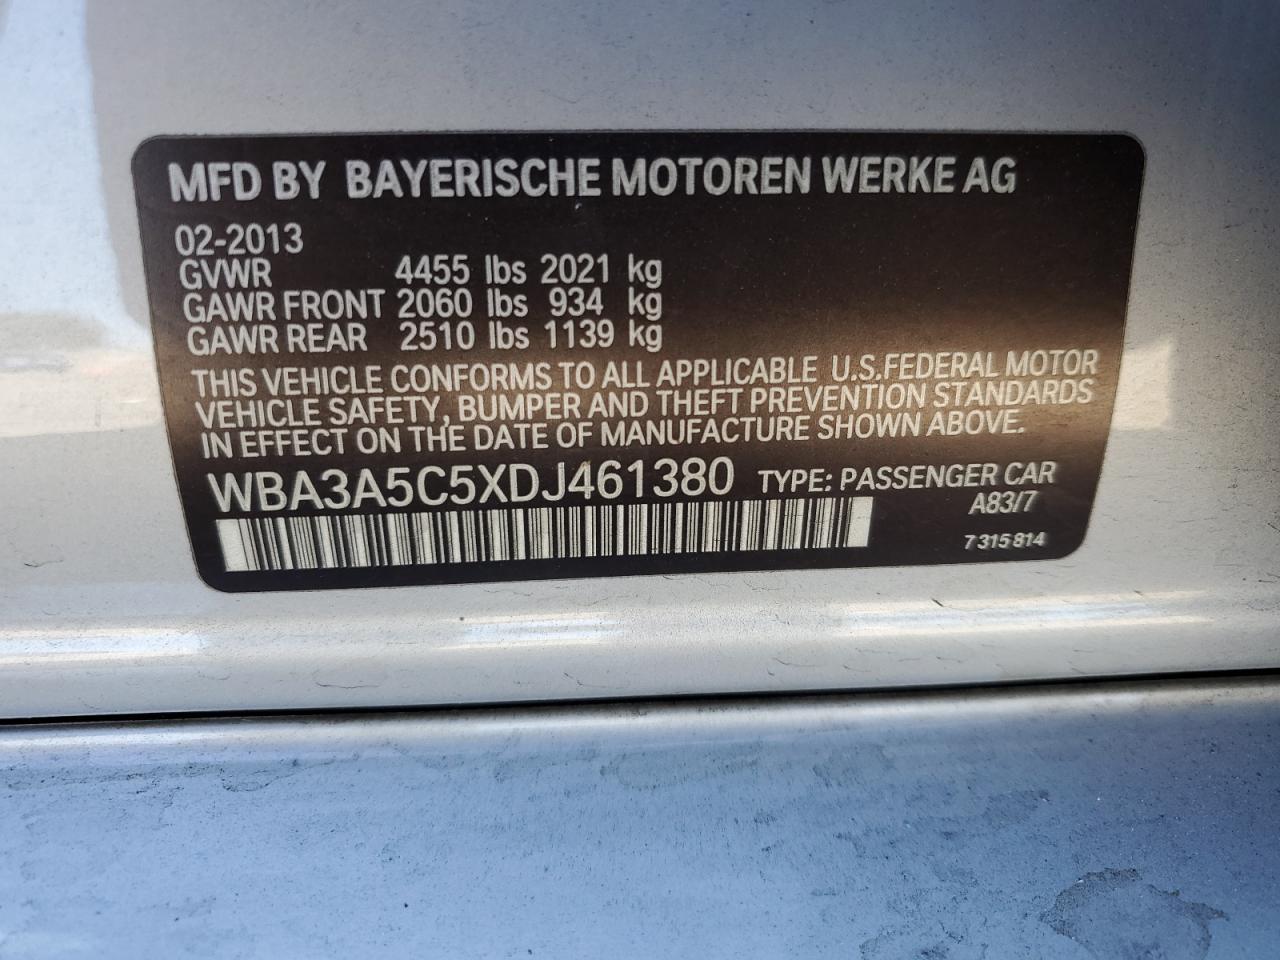 MFD BY BAYERISCHE MOTOREN WERKE AG
02-2013
GVWR 4455 lbs 2021 kg
GAWR FRONT 2060 lbs 934 kg
GAWR REAR 2510 lbs 1139 kg
THIS VEHICLE CONFORMS TO ALL APPLICABLE U.S.FEDERAL MOTOR
VEHICLE SAFETY, BUMPER AND THEFT PREVENTION STANDARDS
IN EFFECT ON THE DATE OF MANUFACTURE SHOWN ABOVE.
WBA3A5C5XDJ461380 TYPE: PASSENGER CAR
A83/7
7 315 814